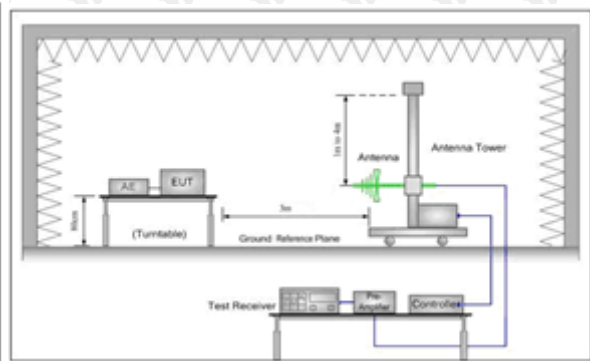 1m to 4m
Antenna
Antenna Tower
AE
EUT
80cm
(Turntable)
3m
Ground Reference Plane
Test Receiver
Pre-
Amplifier
Controller